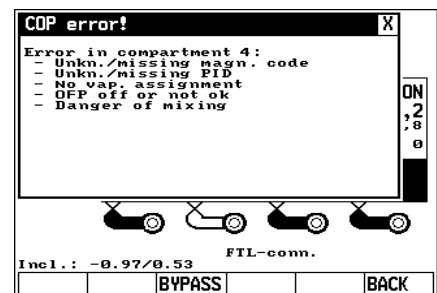 COP error! X
Error in compartment 4:
- Unkn./missing magn. code
- Unkn./missing PID
- No vap. assignment
- OFP off or not ok
- Danger of mixing
ON
,2
,8
0
FTL-conn.
Incl.: -0.97/0.53
BYPASS BACK